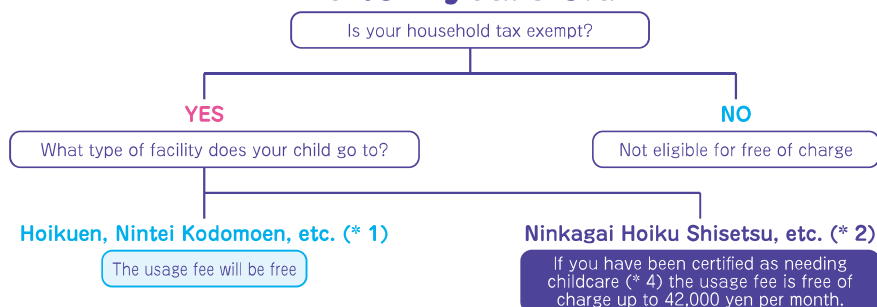 Is your household tax exempt?
YES
NO
What type of facility does your child go to?
Not eligible for free of charge
Hoikuen, Nintei Kodomoen, etc. (* 1)
Ninkagai Hoiku Shisetsu, etc. (* 2)
The usage fee will be free
If you have been certified as needing
childcare (* 4) the usage fee is free of
charge up to 42,000 yen per month.